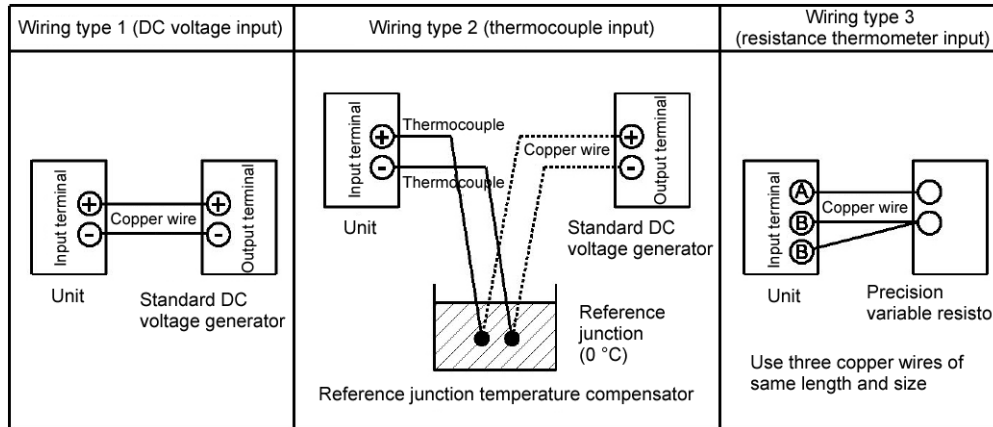 Wiring type 1 (DC voltage input)
Wiring type 2 (thermocouple input)
Wiring type 3
(resistance thermometer input)
Input terminal
+
-
Copper wire
+
-
Output terminal
Unit
Standard DC
voltage generator
Input terminal
+
-
Thermocouple
Thermocouple
Copper wire
+
-
Output terminal
Unit
Standard DC
voltage generator
Reference
junction
(0 °C)
Reference junction temperature compensator
Input terminal
A
B
B
Copper wire
Unit
Precision
variable resisto
Use three copper wires of
same length and size